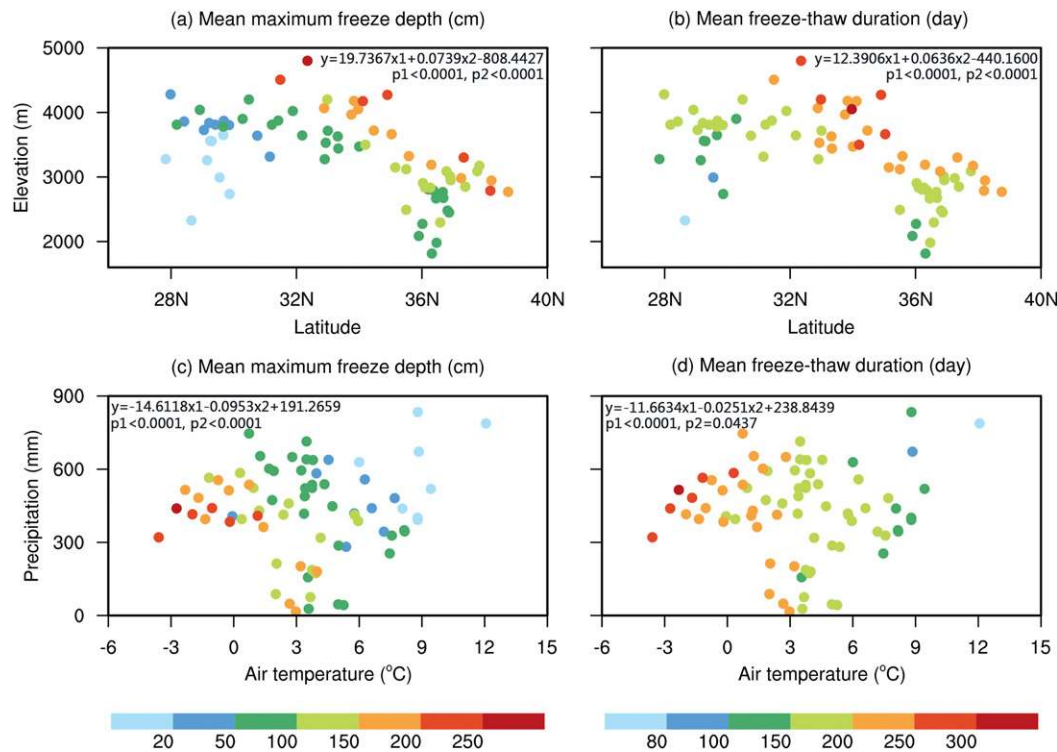 (a) Mean maximum freeze depth (cm)
(b) Mean freeze-thaw duration (day)
5000
4000
3000
2000
Elevation (m)
y=19.7367x1+0.0739x2-808.4427
p1<0.0001, p2<0.0001
y=12.3906x1+0.0636x2-440.1600
p1<0.0001, p2<0.0001
28N 32N 36N 40N
28N 32N 36N 40N
Latitude
Latitude
(c) Mean maximum freeze depth (cm)
(d) Mean freeze-thaw duration (day)
900
600
300
0
Precipitation (mm)
y=-14.6118x1-0.0953x2+191.2659
p1<0.0001, p2<0.0001
y=-11.6634x1-0.0251x2+238.8439
p1<0.0001, p2=0.0437
-6 -3 0 3 6 9 12 15
-6 -3 0 3 6 9 12 15
Air temperature (°C)
Air temperature (°C)
20 50 100 150 200 250
80 100 150 200 250 300